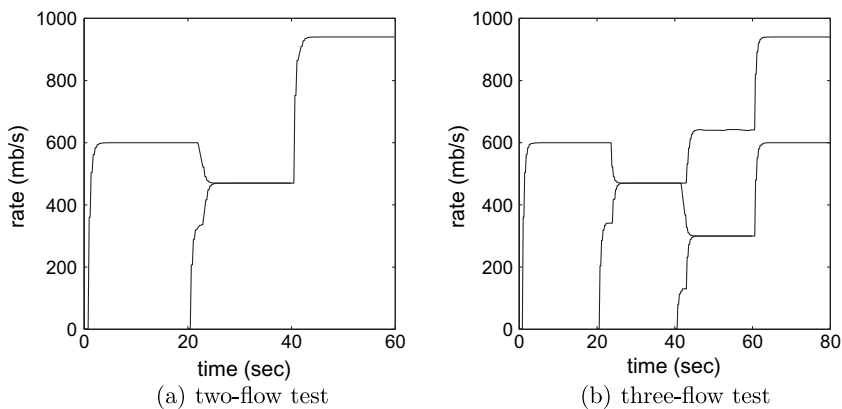 1000
800
600
400
200
0
rate (mb/s)
0 20 40 60
time (sec)
(a) two-flow test
1000
800
600
400
200
0
rate (mb/s)
0 20 40 60 80
time (sec)
(b) three-flow test